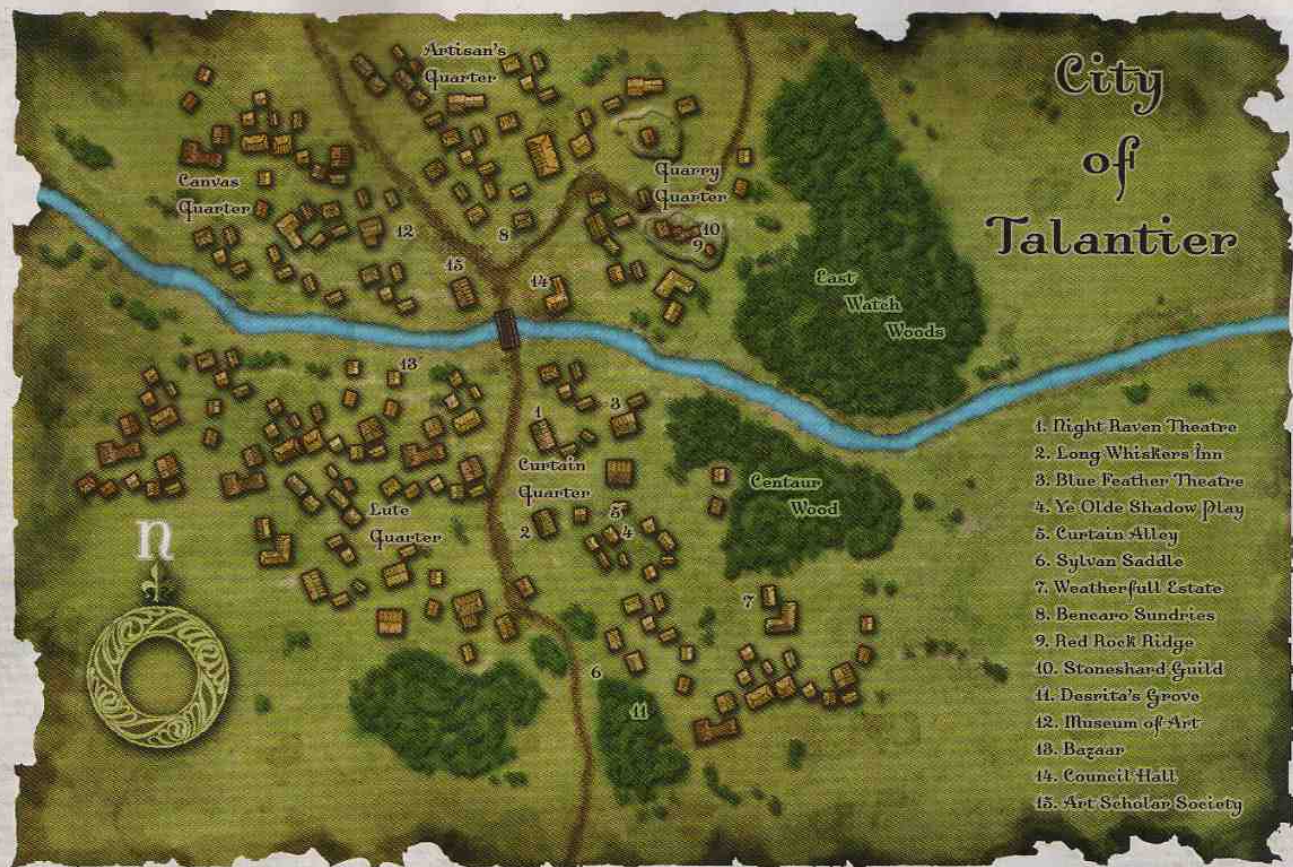 City
of
Talantier
Artisan's
Quarter
Canvas
Quarter
Quarry
Quarter
12
8
10
9
15
14
East
Watch
Woods
13
1
3
Curtain
Quarter
2
5
4
Centaur
Wood
Lute
Quarter
n
7
6
11
1. Night Raven Theatre
2. Long Whiskers Inn
3. Blue Feather Theatre
4. Ye Olde Shadow Play
5. Curtain Alley
6. Sylvan Saddle
7. Weatherfull Estate
8. Bencaro Sundries
9. Red Rock Ridge
10. Stoneshard Guild
11. Desrita's Grove
12. Museum of Art
13. Bazaar
14. Council Hall
15. Art Scholar Society